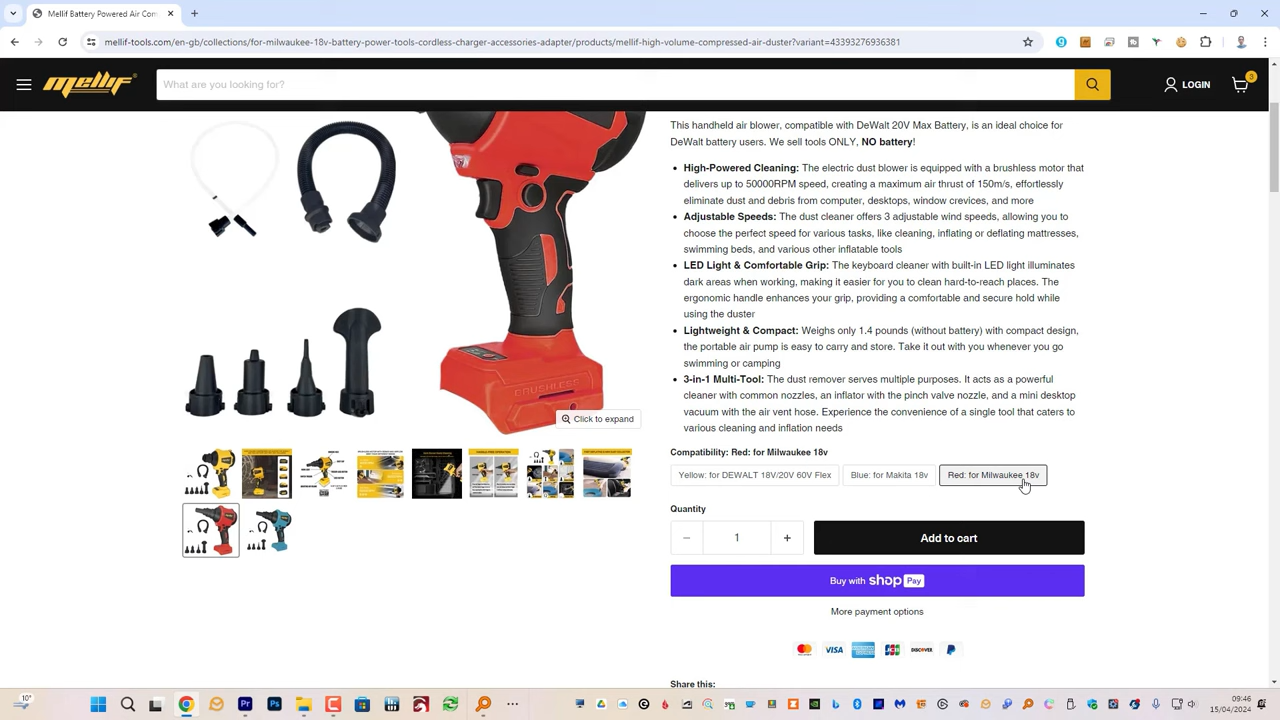 Mellif Battery Powered Air Com
mellif-tools.com/en-gb/collections/for-milwaukee-18v-battery-power-tools-cordless-charger-accessories-adapter/products/mellif-high-volume-compressed-air-duster?variant=43393276936381
mellif
What are you looking for?
LOGIN
3
This handheld air blower, compatible with DeWalt 20V Max Battery, is an ideal choice for
DeWalt battery users. We sell tools ONLY, NO battery!
High-Powered Cleaning: The electric dust blower is equipped with a brushless motor that
delivers up to 50000RPM speed, creating a maximum air thrust of 150m/s, effortlessly
eliminate dust and debris from computer, desktops, window crevices, and more
Adjustable Speeds: The dust cleaner offers 3 adjustable wind speeds, allowing you to
choose the perfect speed for various tasks, like cleaning, inflating or deflating mattresses,
swimming beds, and various other inflatable tools
LED Light & Comfortable Grip: The keyboard cleaner with built-in LED light illuminates
dark areas when working, making it easier for you to clean hard-to-reach places. The
ergonomic handle enhances your grip, providing a comfortable and secure hold while
using the duster
Lightweight & Compact: Weighs only 1.4 pounds (without battery) with compact design,
the portable air pump is easy to carry and store. Take it out with you whenever you go
swimming or camping
3-in-1 Multi-Tool: The dust remover serves multiple purposes. It acts as a powerful
cleaner with common nozzles, an inflator with the pinch valve nozzle, and a mini desktop
vacuum with the air vent hose. Experience the convenience of a single tool that caters to
various cleaning and inflation needs
BRUSHLESS
Click to expand
Compatibility: Red: for Milwaukee 18v
Yellow: for DEWALT 18V/20V 60V Flex
Blue: for Makita 18v
Red: for Milwaukee 18v
Quantity
1
Add to cart
Buy with shop Pay
More payment options
VISA
JCB
DISCOVER
Share this:
10°
09:46
15/04/2024